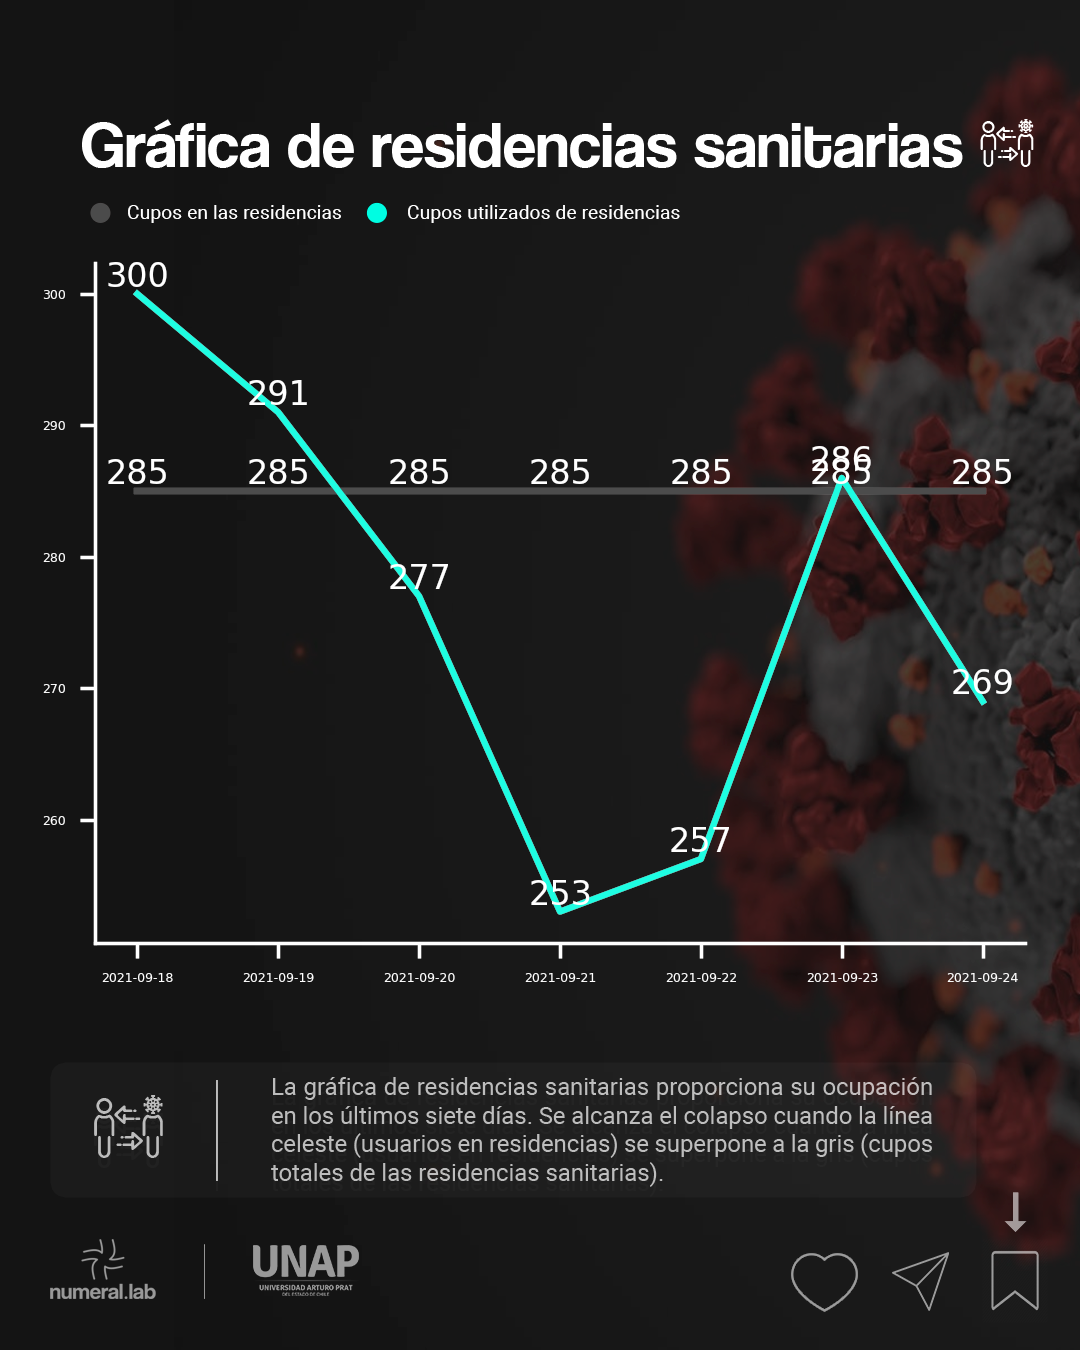 Gráfica de residencias sanitarias
Cupos en las residencias
Cupos utilizados de residencias
300
300
291
290
286
285 285 285 285 285 285 285
280
277
270
269
260
257
253
2021-09-18 2021-09-19 2021-09-20 2021-09-21 2021-09-22 2021-09-23 2021-09-24
La gráfica de residencias sanitarias proporciona su ocupación
en los últimos siete días. Se alcanza el colapso cuando la línea
celeste (usuarios en residencias) se superpone a la gris (cupos
totales de las residencias sanitarias).
numeral.lab
UNAP
UNIVERSIDAD ARTURO PRAT
DEL ESTADO DE CHILE